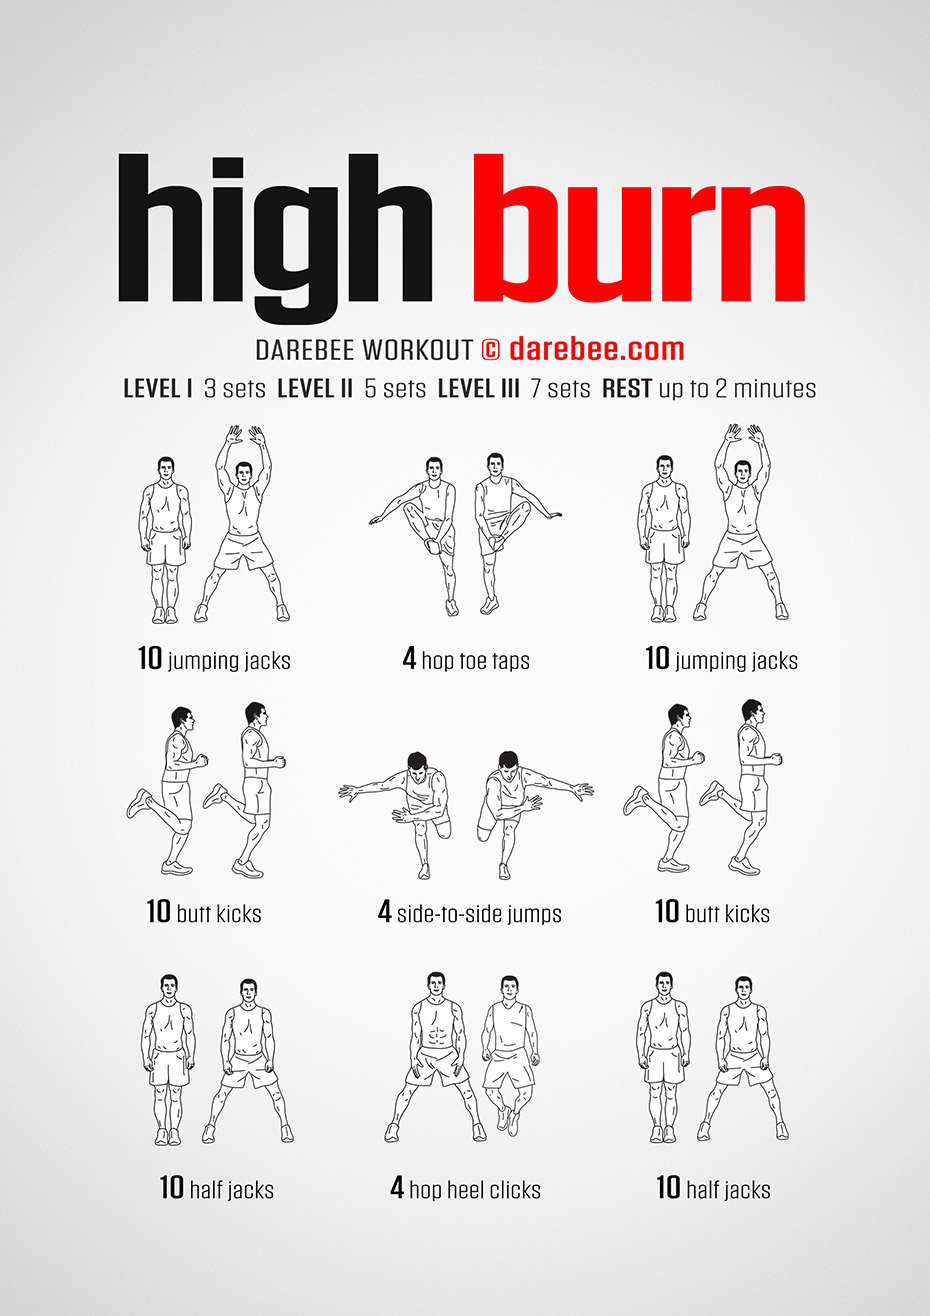 high burn
DAREBEE WORKOUT © darebee.com
LEVEL I 3 sets LEVEL II 5 sets LEVEL III 7 sets REST up to 2 minutes
10 jumping jacks
4 hop toe taps
10 jumping jacks
10 butt kicks
4 side-to-side jumps
10 butt kicks
10 half jacks
4 hop heel clicks
10 half jacks